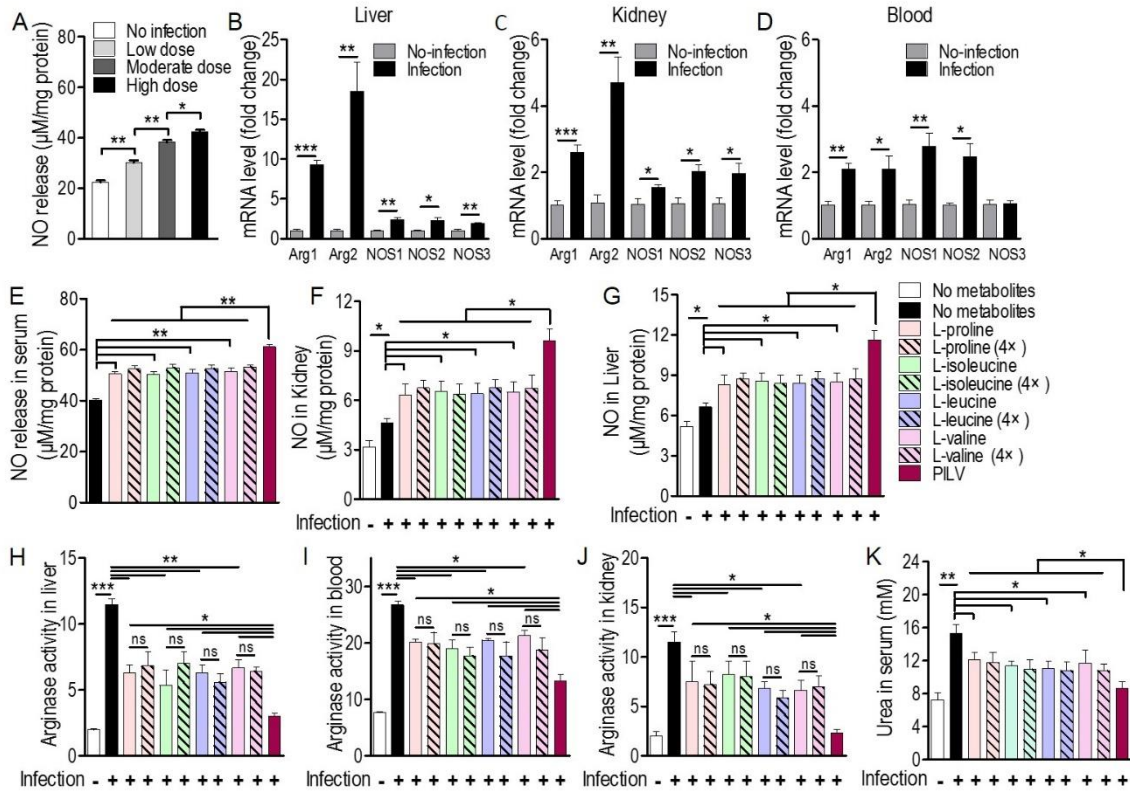 A
No infection
Low dose
Moderate dose
High dose
NO release (µM/mg protein)
80
60
40
20
0
**
**
*
B
Liver
No-infection
Infection
mRNA level (fold change)
25
20
15
10
5
0
***
**
**
*
**
Arg1 Arg2 NOS1 NOS2 NOS3
C
Kidney
No-infection
Infection
mRNA level (fold change)
6
4
2
0
***
**
*
*
*
Arg1 Arg2 NOS1 NOS2 NOS3
D
Blood
No-infection
Infection
mRNA level (fold change)
6
4
2
0
**
*
**
*
Arg1 Arg2 NOS1 NOS2 NOS3
E
NO release in serum
(µM/mg protein)
80
60
40
20
0
**
**
F
NO in Kidney
(µM/mg protein)
12
9
6
3
0
*
*
*
Infection - + + + + + + + + + +
G
NO in Liver
(µM/mg protein)
15
12
9
6
3
0
*
*
*
+ + + + + + + + + +
No metabolites
No metabolites
L-proline
L-proline (4×)
L-isoleucine
L-isoleucine (4×)
L-leucine
L-leucine (4×)
L-valine
L-valine (4×)
PILV
H
Arginase activity in liver
15
10
5
0
***
**
*
ns ns ns ns
Infection - + + + + + + + + + +
I
Arginase activity in blood
40
30
20
10
0
***
*
*
ns ns ns ns
- + + + + + + + + + +
J
Arginase activity in kidney
20
15
10
5
0
***
*
*
ns ns ns ns
- + + + + + + + + + +
K
Urea in serum (mM)
24
20
16
12
8
4
0
**
*
*
Infection - + + + + + + + + + +